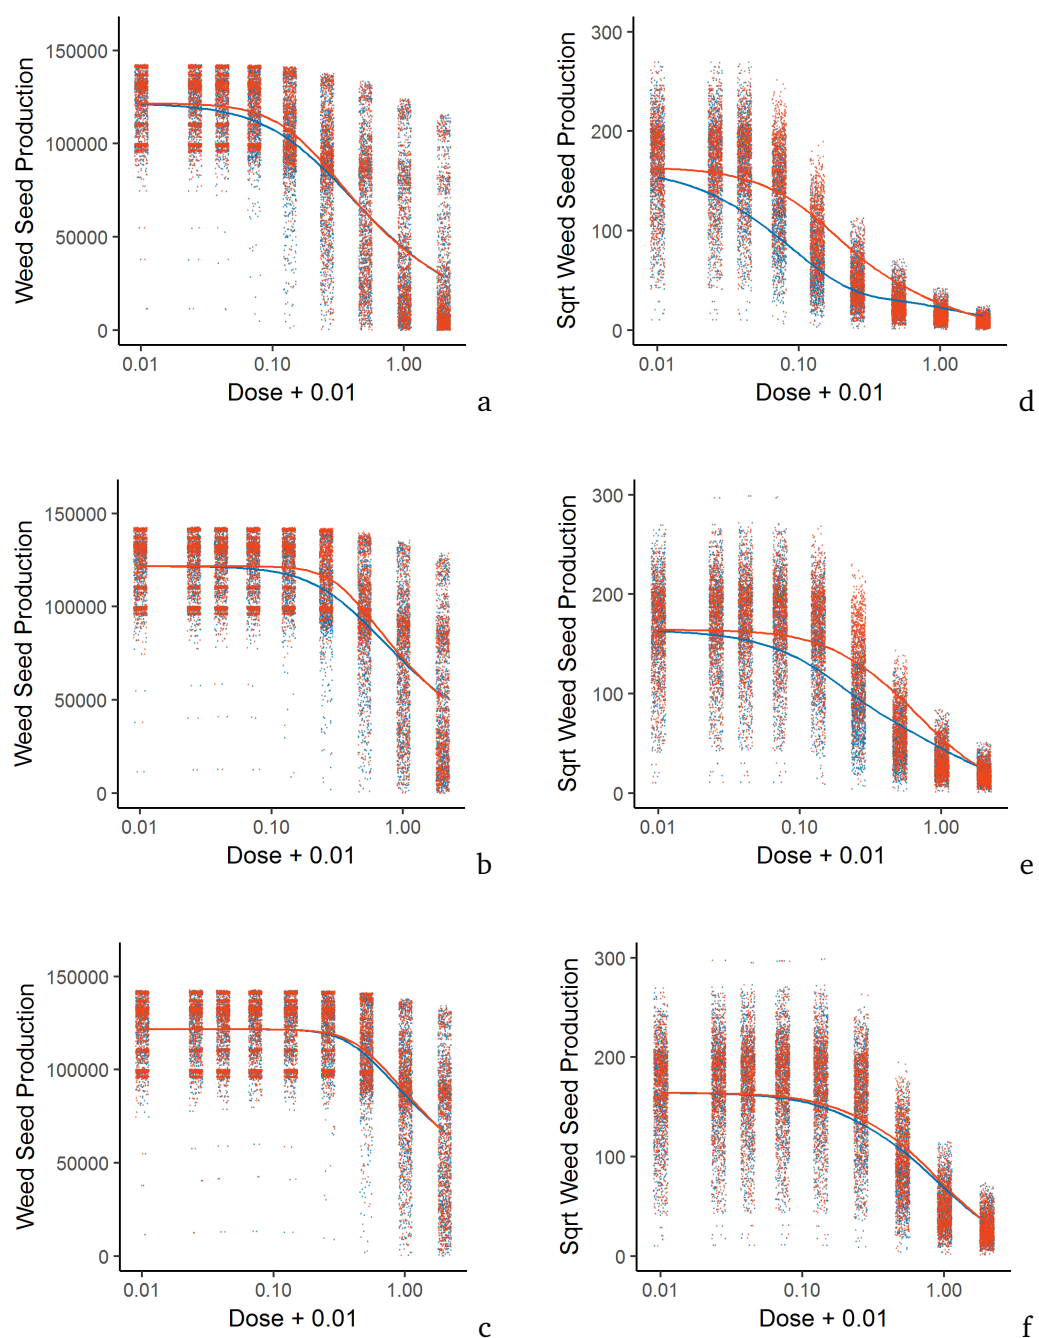 Weed Seed Production
150000
100000
50000
0
0.01 0.10 1.00
Dose + 0.01
a
Sqrt Weed Seed Production
300
200
100
0
0.01 0.10 1.00
Dose + 0.01
d
Weed Seed Production
150000
100000
50000
0
0.01 0.10 1.00
Dose + 0.01
b
Sqrt Weed Seed Production
300
200
100
0
0.01 0.10 1.00
Dose + 0.01
e
Weed Seed Production
150000
100000
50000
0
0.01 0.10 1.00
Dose + 0.01
c
Sqrt Weed Seed Production
300
200
100
0
0.01 0.10 1.00
Dose + 0.01
f